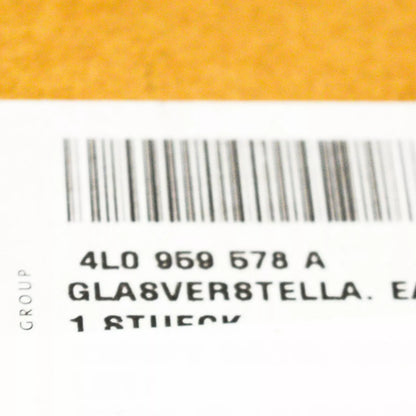 4L0 959 578 A
GLASVERSTELLA. EA
1 STUECK
GROUP